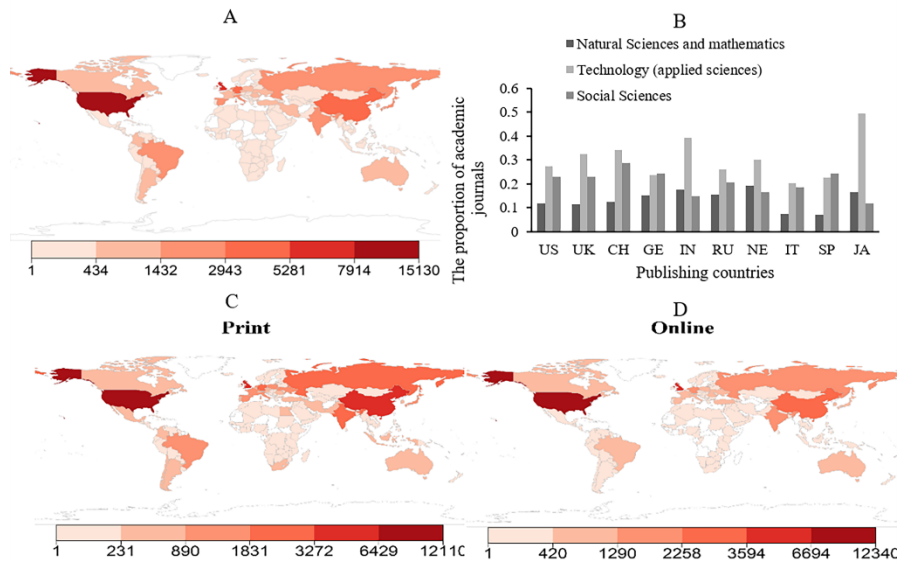 A
1 434 1432 2943 5281 7914 15130
B
Natural Sciences and mathematics
Technology (applied sciences)
Social Sciences
The proportion of academic
journals
0.6
0.5
0.4
0.3
0.2
0.1
0
US UK CH GE IN RU NE IT SP JA
Publishing countries
C
Print
1 231 890 1831 3272 6429 12110
D
Online
1 420 1290 2258 3594 6694 12340